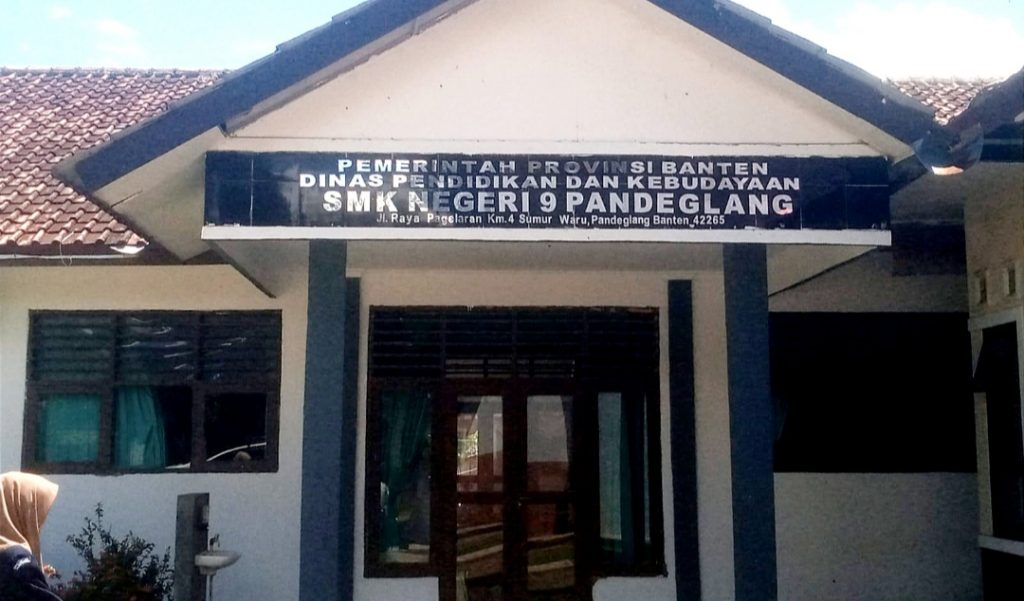 PEMERINTAH PROVINSI BANTEN
DINAS PENDIDIKAN DAN KEBUDAYAAN
SMK NEGERI 9 PANDEGLANG
Jl. Raya Pagelaran Km.4 Sumur Waru,Pandeglang Banten 42265